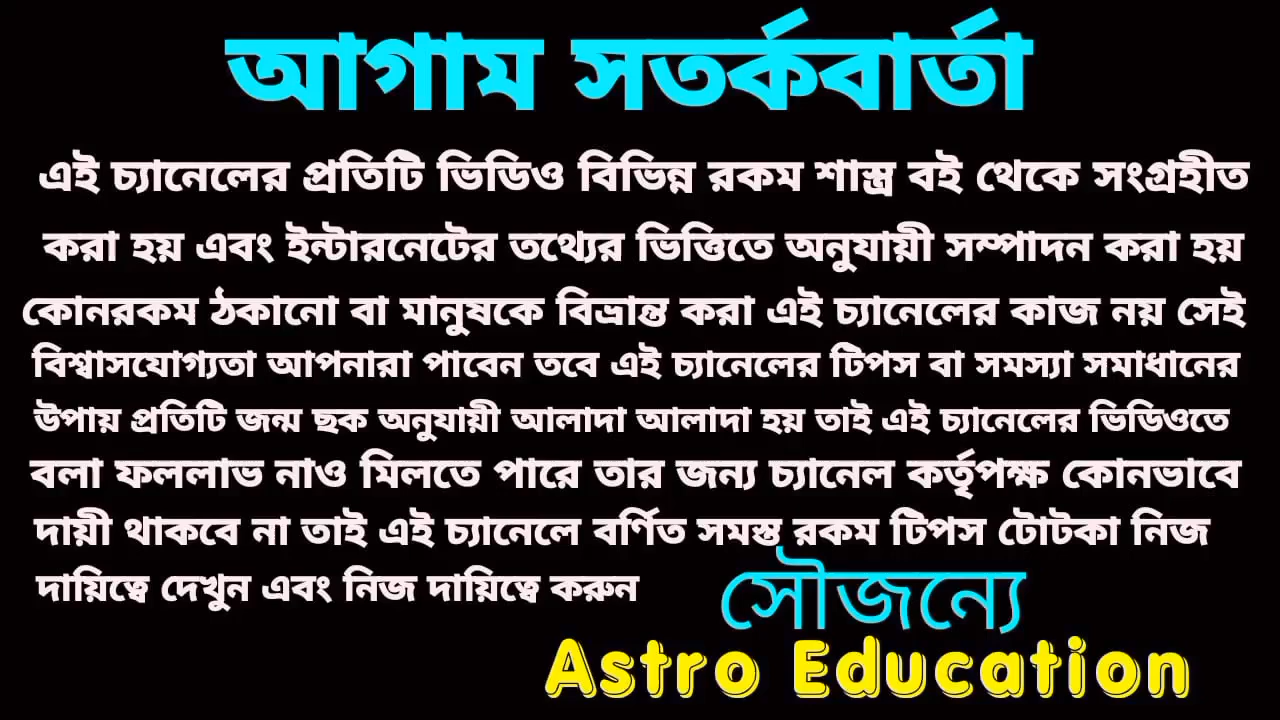 আগাম সতর্কবার্তা
এই চ্যানেলের প্রতিটি ভিডিও বিভিন্ন রকম শাস্ত্র বই থেকে সংগ্রহীত
করা হয় এবং ইন্টারনেটের তথ্যের ভিত্তিতে অনুযায়ী সম্পাদন করা হয়
কোনরকম ঠকানো বা মানুষকে বিভ্রান্ত করা এই চ্যানেলের কাজ নয় সেই
বিশ্বাসযোগ্যতা আপনারা পাবেন তবে এই চ্যানেলের টিপস বা সমস্যা সমাধানের
উপায় প্রতিটি জন্ম ছক অনুযায়ী আলাদা আলাদা হয় তাই এই চ্যানেলের ভিডিওতে
বলা ফললাভ নাও মিলতে পারে তার জন্য চ্যানেল কর্তৃপক্ষ কোনভাবে
দায়ী থাকবে না তাই এই চ্যানেলে বর্ণিত সমস্ত রকম টিপস টোটকা নিজ
দায়িত্বে দেখুন এবং নিজ দায়িত্বে করুন
সৌজন্যে
Astro Education